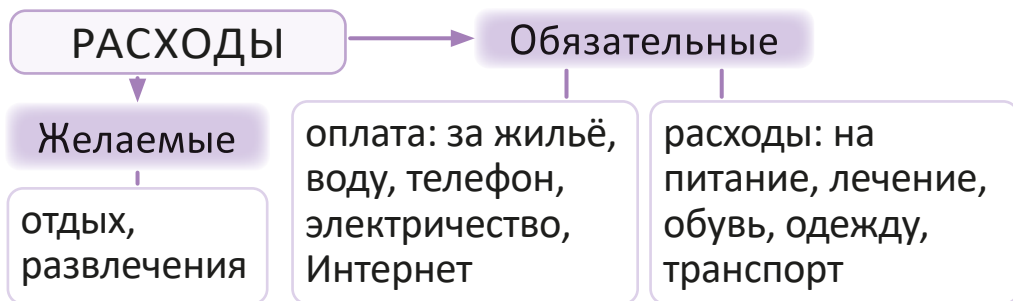 РАСХОДЫ
Обязательные
Желаемые
отдых,
развлечения
оплата: за жильё,
воду, телефон,
электричество,
Интернет
расходы: на
питание, лечение,
обувь, одежду,
транспорт